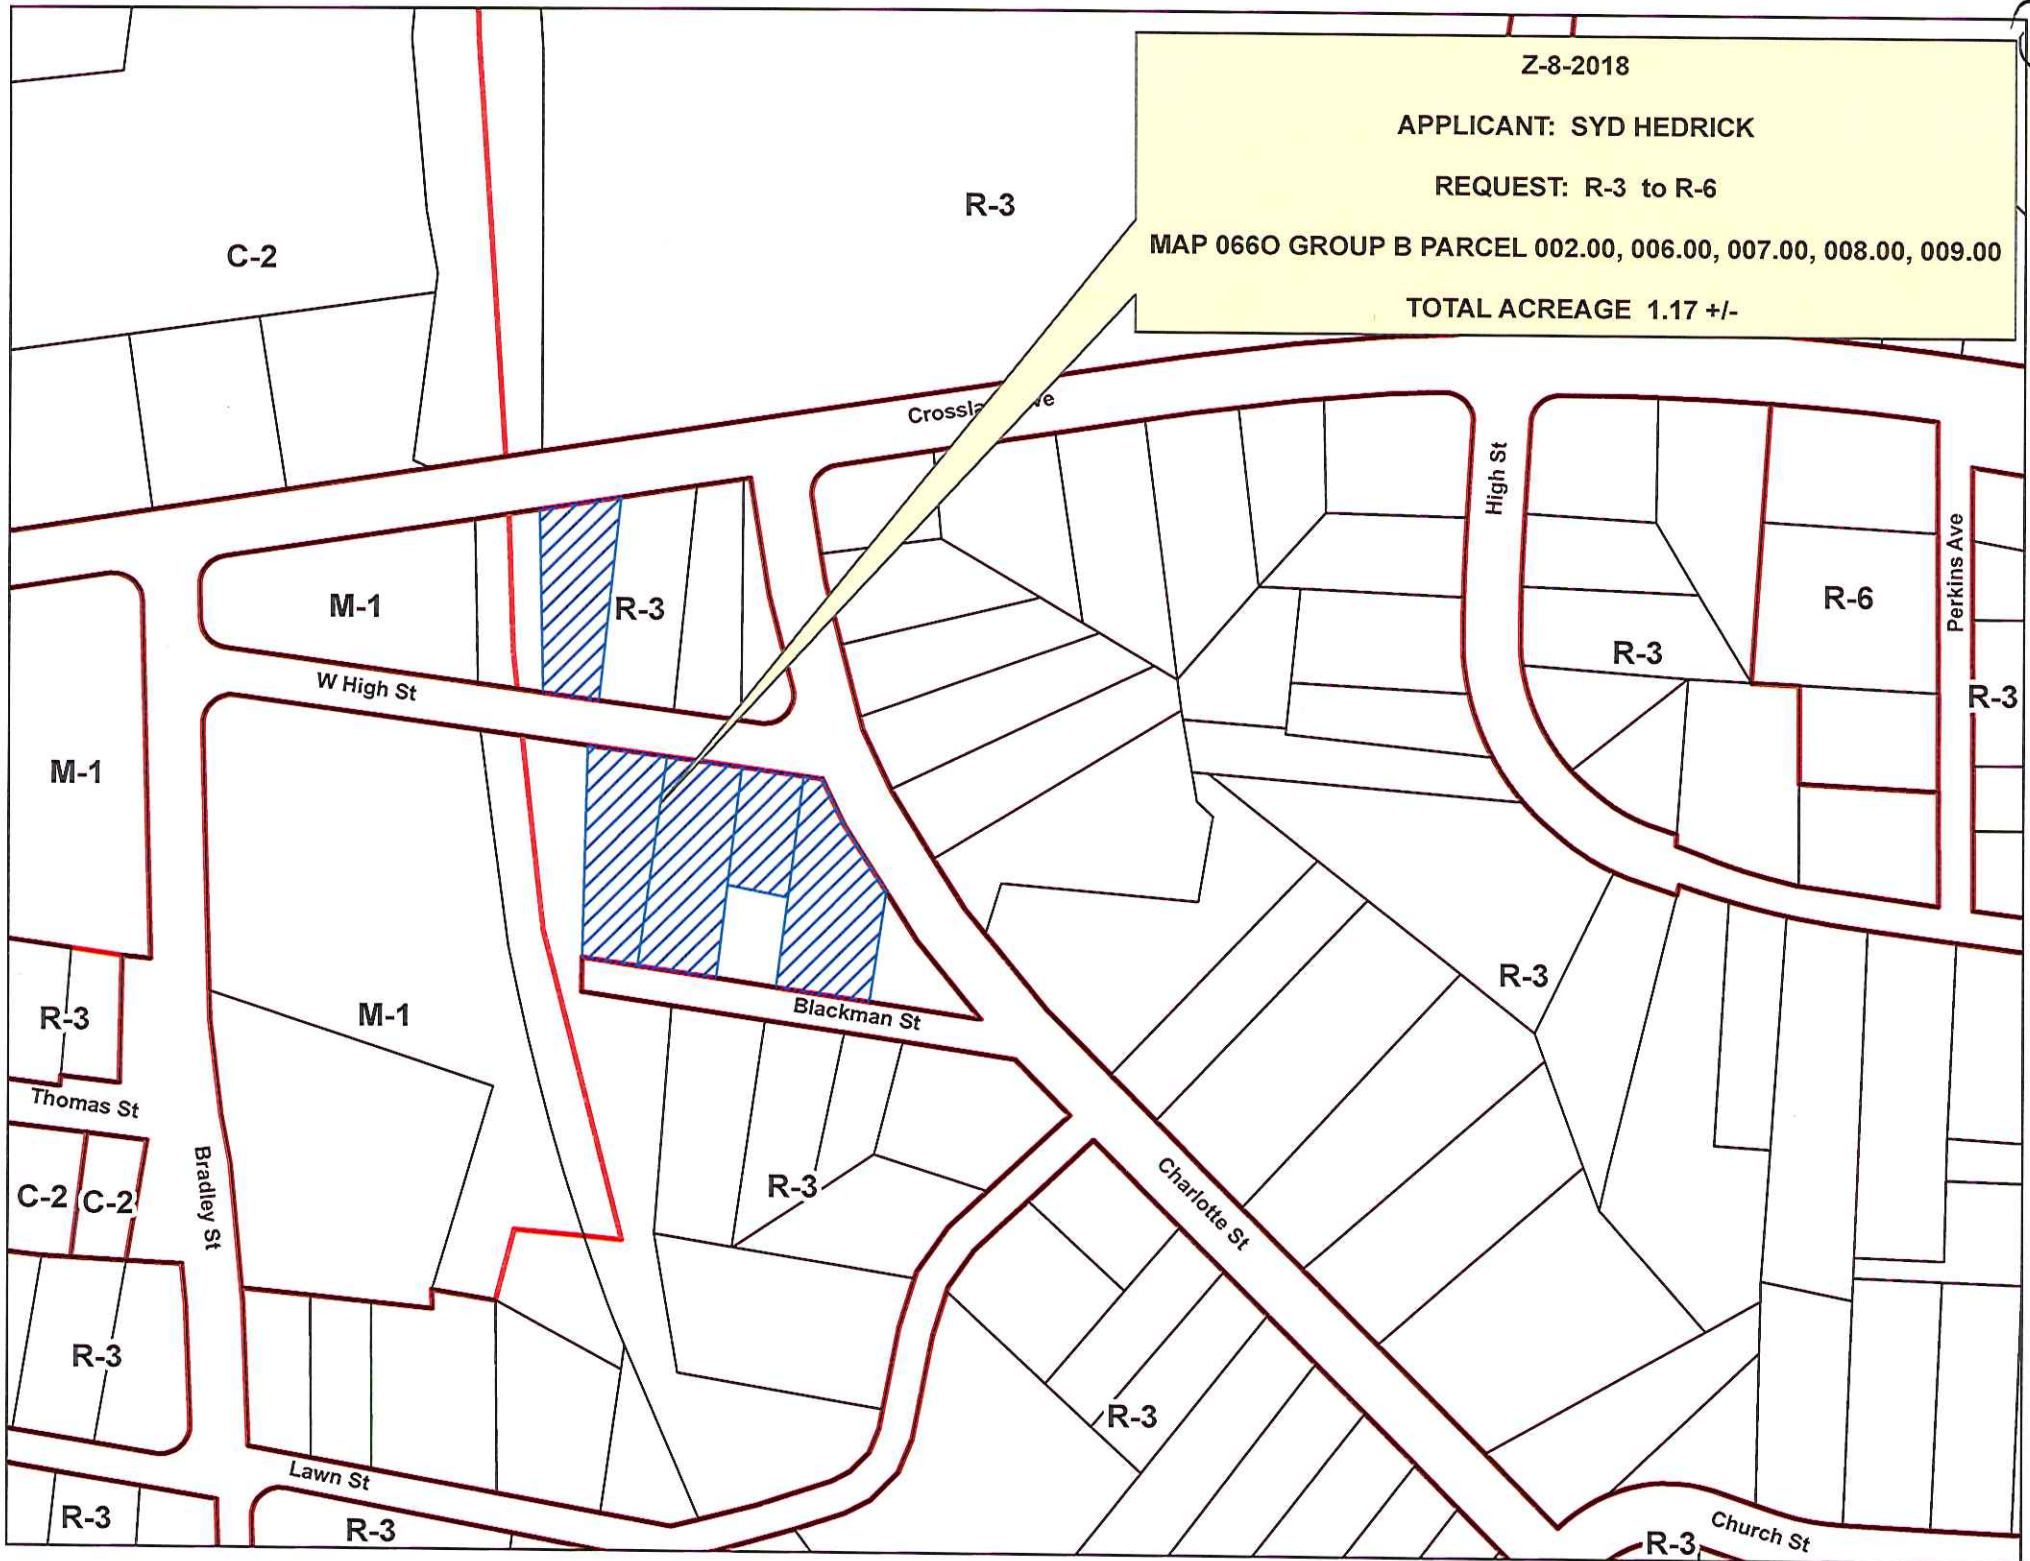 Z-8-2018
APPLICANT: SYD HEDRICK
REQUEST: R-3 to R-6
MAP 066O GROUP B PARCEL 002.00, 006.00, 007.00, 008.00, 009.00
TOTAL ACREAGE 1.17 +/-
R-3
C-2
High St
Perkins Ave
M-1
R-3
R-6
R-3
W High St
R-3
M-1
R-3
M-1
R-3
Blackman St
Thomas St
Bradley St
C-2
C-2
R-3
Charlotte St
R-3
R-3
Lawn St
R-3
R-3
Church St
R-3